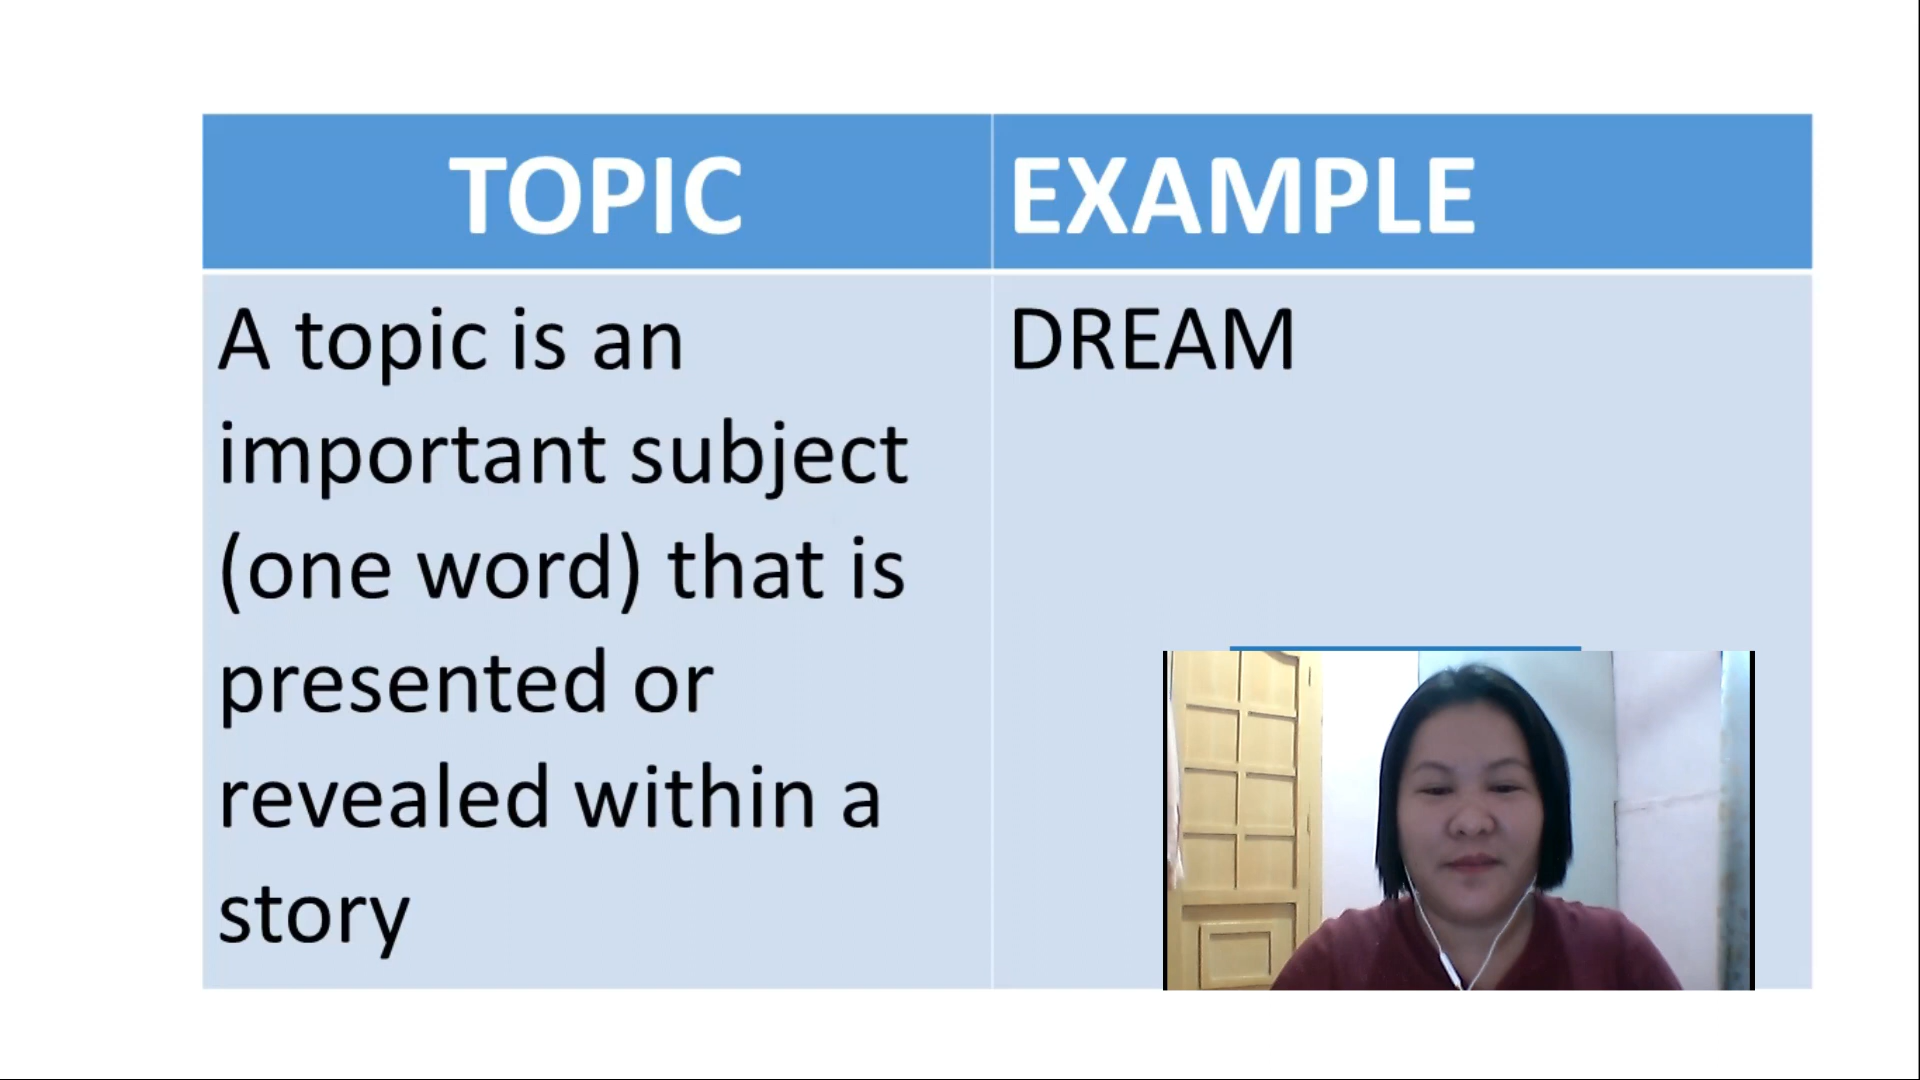 TOPIC
EXAMPLE
A topic is an
important subject
(one word) that is
presented or
revealed within a
story
DREAM